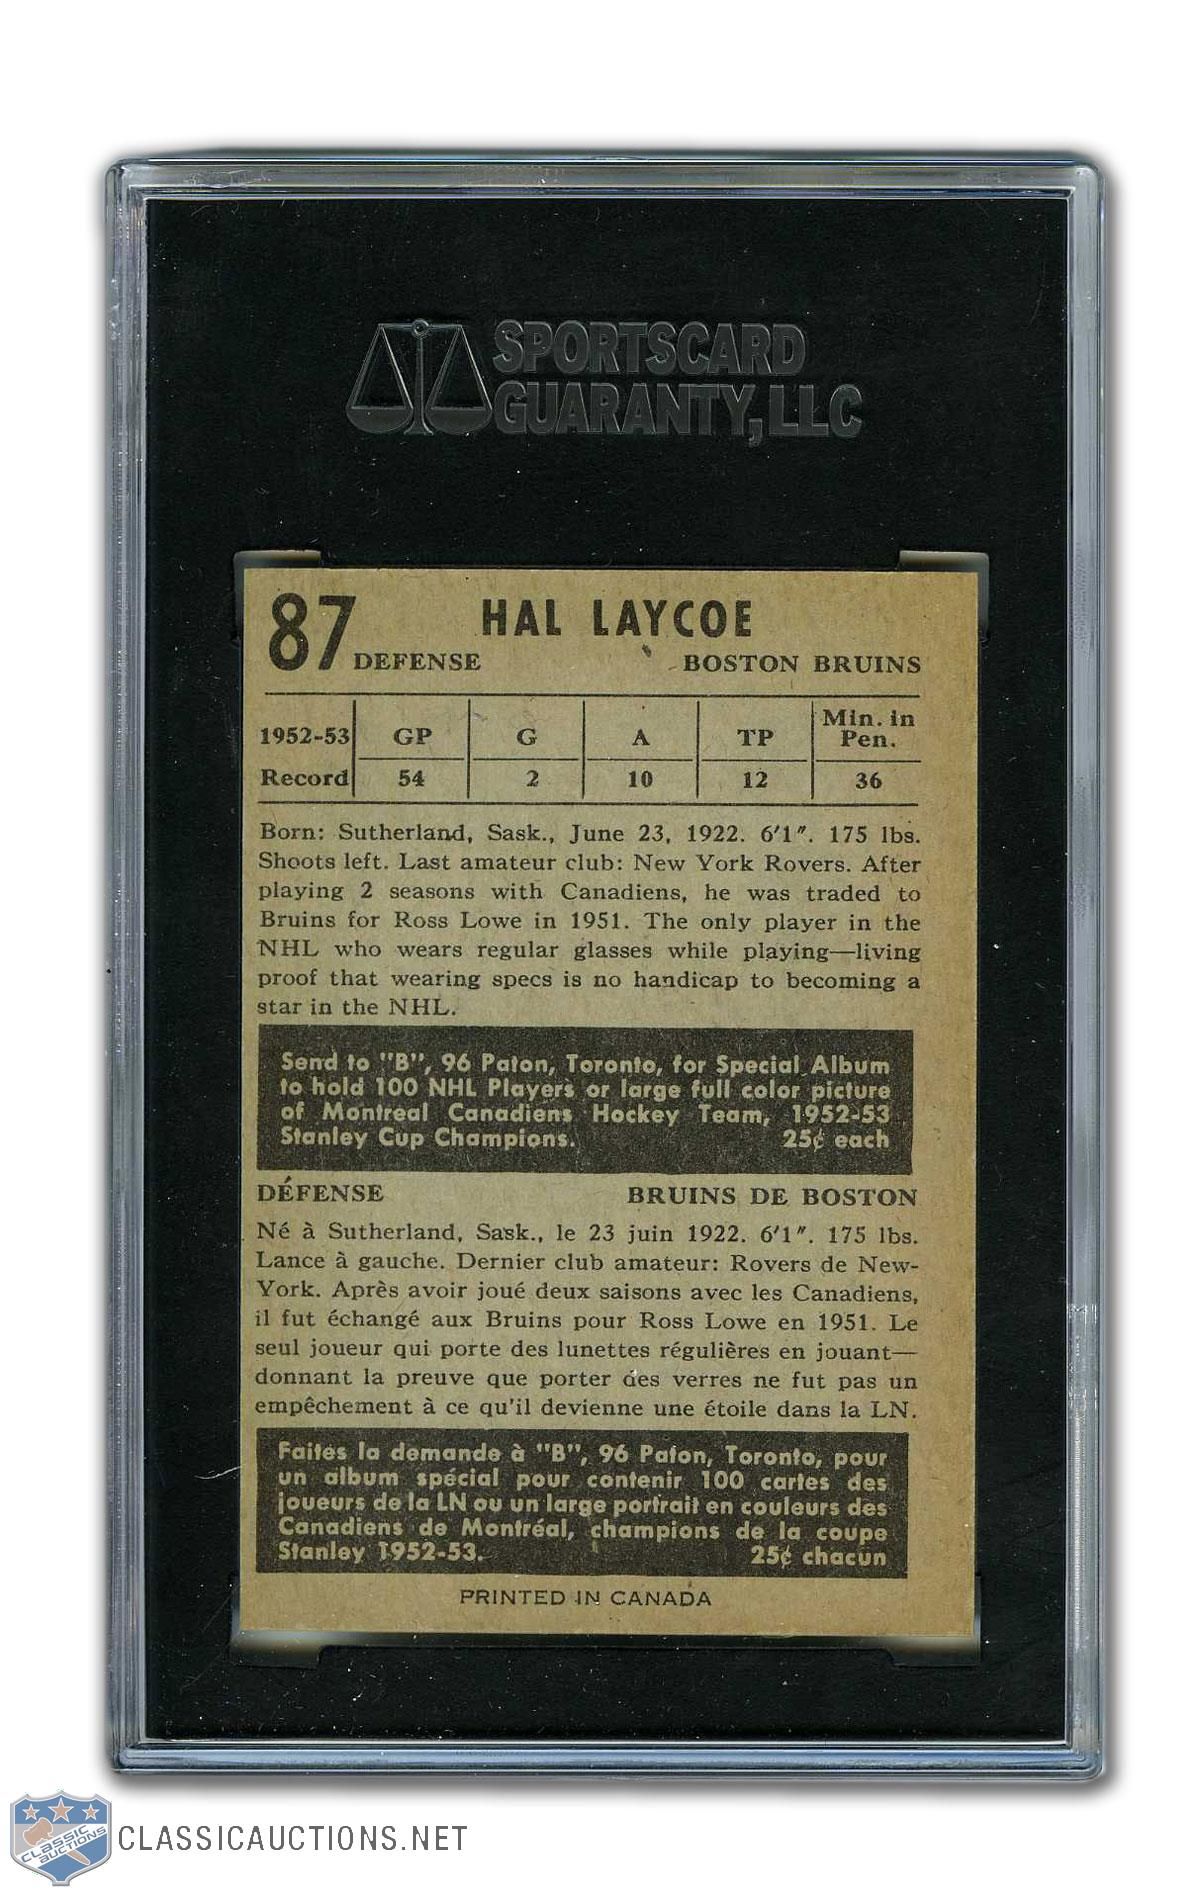 SPORTSCARD
GUARANTY, LLC
87
HAL LAYCOE
DEFENSE BOSTON BRUINS
1952-53 GP G A TP Min. in Pen.
Record 54 2 10 12 36
Born: Sutherland, Sask., June 23, 1922. 6'1". 175 lbs.
Shoots left. Last amateur club: New York Rovers. After
playing 2 seasons with Canadiens, he was traded to
Bruins for Ross Lowe in 1951. The only player in the
NHL who wears regular glasses while playing—living
proof that wearing specs is no handicap to becoming a
star in the NHL.
Send to "B", 96 Paton, Toronto, for Special Album
to hold 100 NHL Players or large full color picture
of Montreal Canadiens Hockey Team, 1952-53
Stanley Cup Champions. 25¢ each
DÉFENSE BRUINS DE BOSTON
Né à Sutherland, Sask., le 23 juin 1922. 6'1". 175 lbs.
Lance à gauche. Dernier club amateur: Rovers de New-
York. Après avoir joué deux saisons avec les Canadiens,
il fut échangé aux Bruins pour Ross Lowe en 1951. Le
seul joueur qui porte des lunettes régulières en jouant—
donnant la preuve que porter des verres ne fut pas un
empêchement à ce qu'il devienne une étoile dans la LN.
Faites la demande à "B", 96 Paton, Toronto, pour
un album spécial pour contenir 100 cartes des
joueurs de la LN ou un large portrait en couleurs des
Canadiens de Montréal, champions de la coupe
Stanley 1952-53. 25¢ chacun
PRINTED IN CANADA
CLASSIC
AUCTIONS
CLASSICAUCTIONS.NET